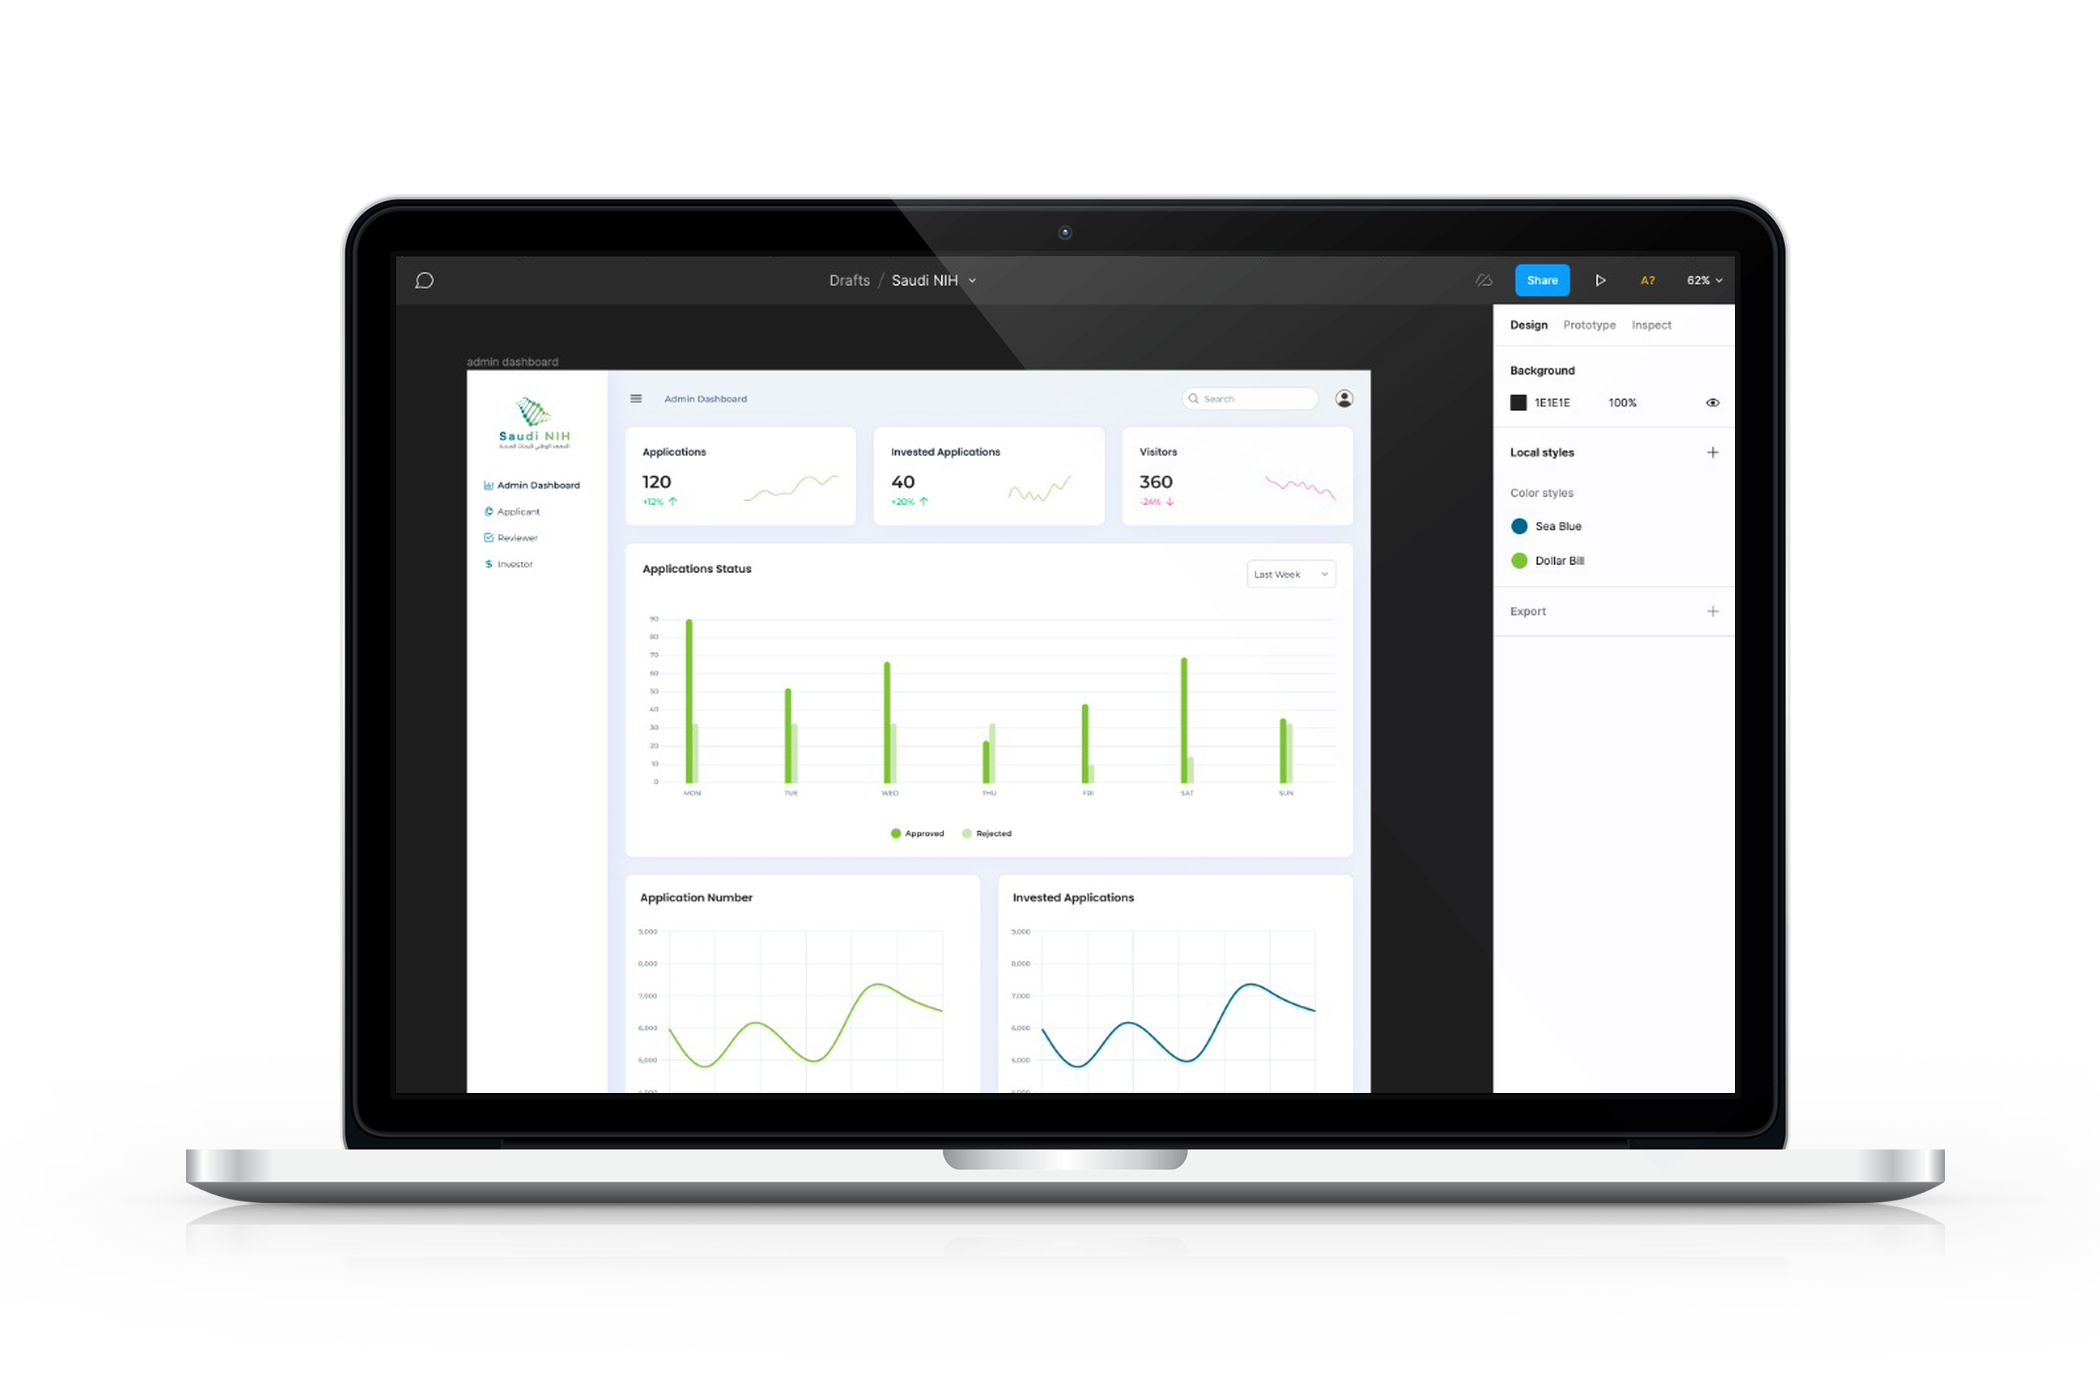 Drafts / Saudi NIH
Share
A?
62%
Design Prototype Inspect
Background
1E1E1E 100%
Local styles
Color styles
Sea Blue
Dollar Bill
Export
admin dashboard
Saudi NIH
Admin Dashboard
Applicant
Reviewer
Investor
Admin Dashboard
Search
Applications
120
+12%
Invested Applications
40
+20%
Visitors
360
-24%
Applications Status
Last Week
90
80
70
60
50
40
30
20
10
0
MON TUE WED THU FRI SAT SUN
Approved Rejected
Application Number
9,000
8,000
7,000
6,000
5,000
Invested Applications
9,000
8,000
7,000
6,000
5,000